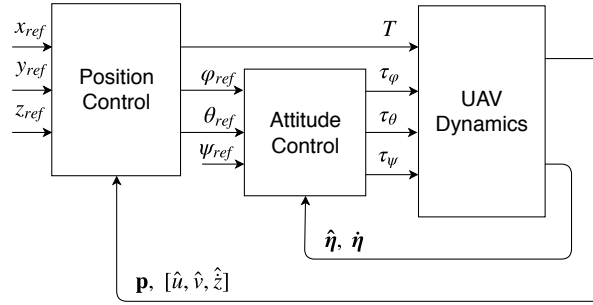 x_ref
y_ref
z_ref
Position
Control
T
φ_ref
θ_ref
ψ_ref
Attitude
Control
τ_φ
τ_θ
τ_ψ
UAV
Dynamics
η̂, η̇
p, [û, v̂, ż̂]